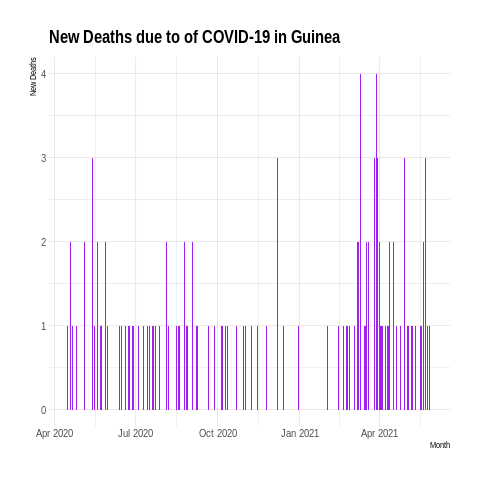 New Deaths due to of COVID-19 in Guinea
New Deaths
4
3
2
1
0
Apr 2020 Jul 2020 Oct 2020 Jan 2021 Apr 2021
Month